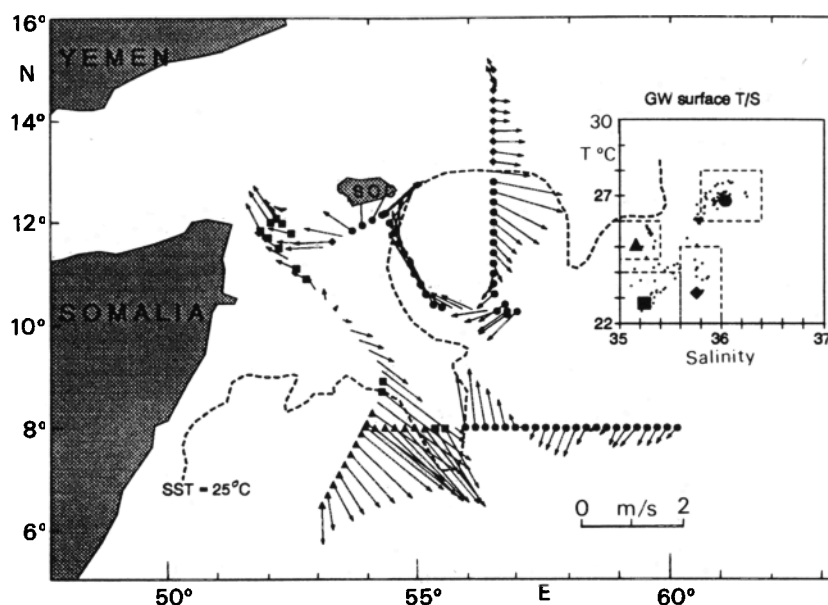 16°
YEMEN
N
14°
GW surface T/S
30
T °C
SOC
12°
27
SOMALIA
10°
22
35
36
37
Salinity
8°
SST = 25°C
0 m/s 2
6°
50°
55°
E
60°